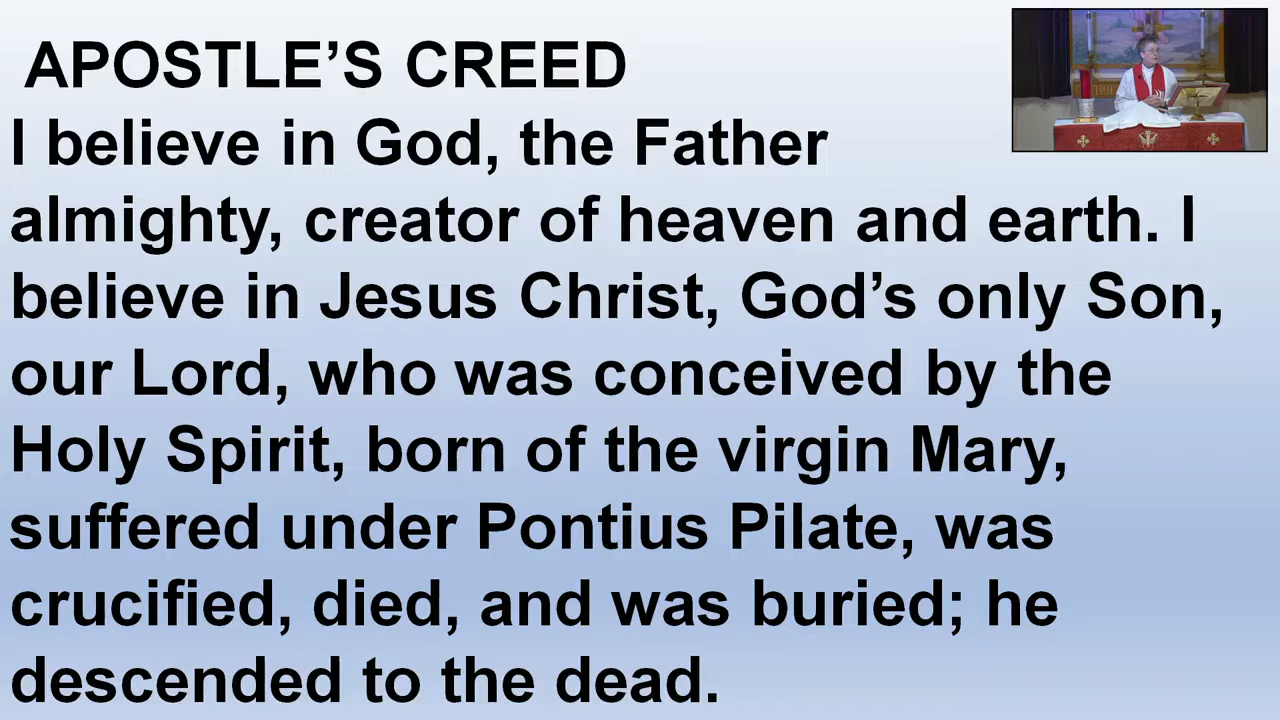 APOSTLE’S CREED
I believe in God, the Father
almighty, creator of heaven and earth. I
believe in Jesus Christ, God’s only Son,
our Lord, who was conceived by the
Holy Spirit, born of the virgin Mary,
suffered under Pontius Pilate, was
crucified, died, and was buried; he
descended to the dead.